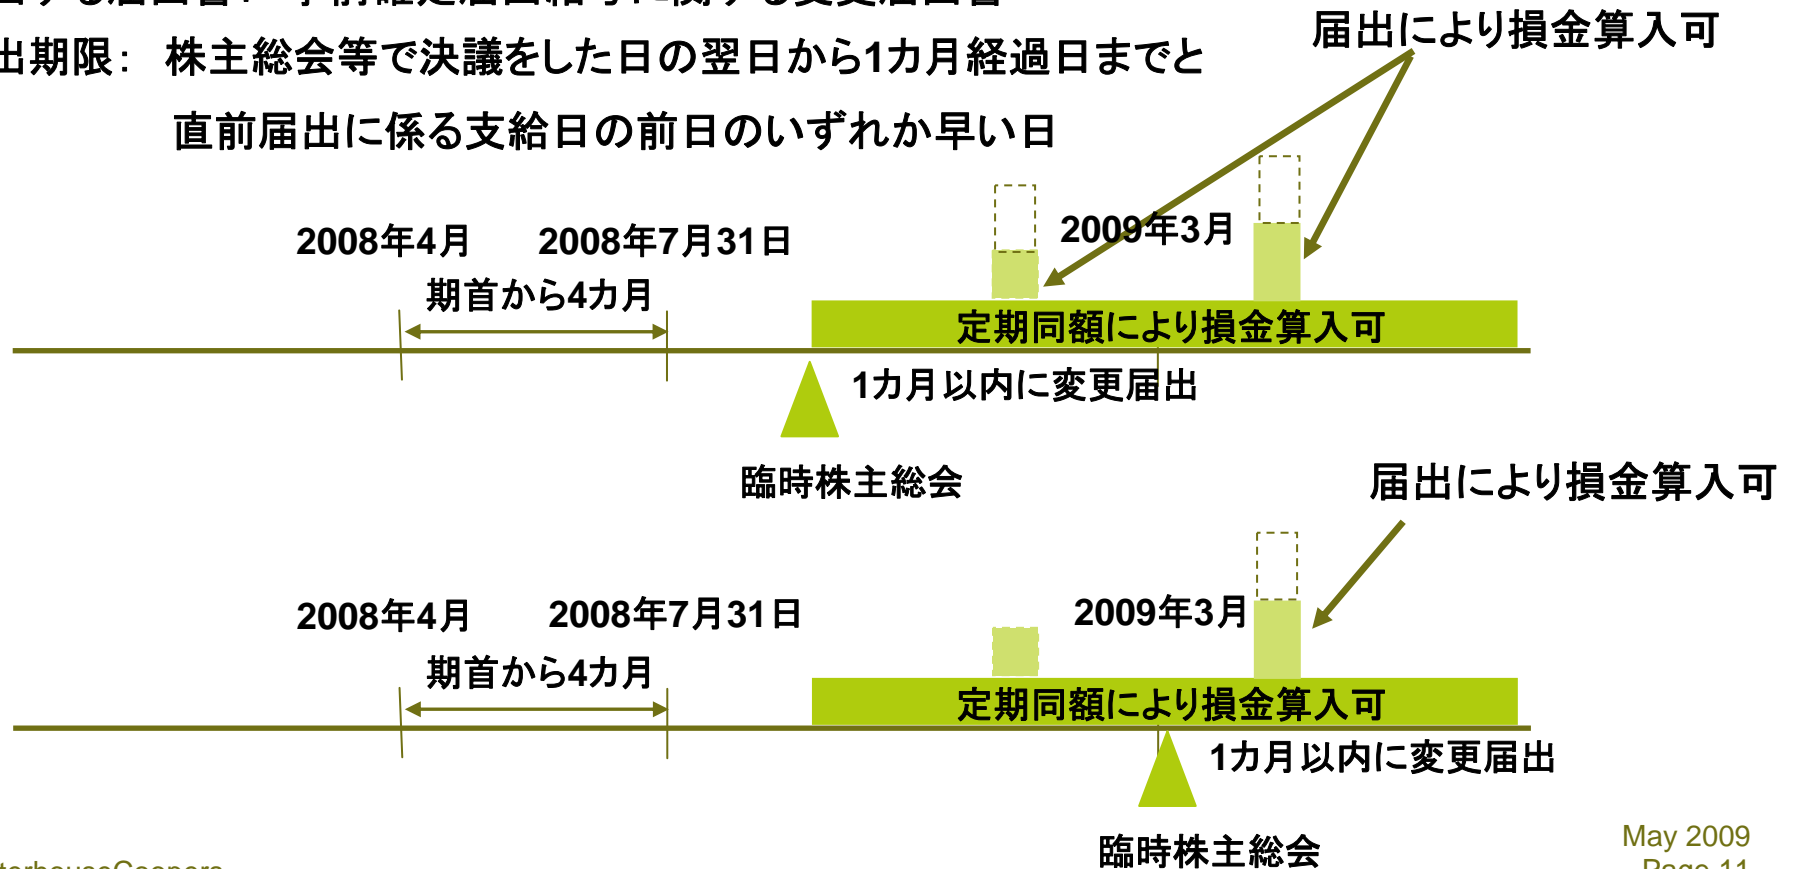 出期限： 株主総会等で決議をした日の翌日から1カ月経過日までと
直前届出に係る支給日の前日のいずれか早い日
届出により損金算入可
2008年4月 2008年7月31日 2009年3月
期首から4カ月
定期同額により損金算入可
1カ月以内に変更届出
臨時株主総会
届出により損金算入可
2008年4月 2008年7月31日 2009年3月
期首から4カ月
定期同額により損金算入可
1カ月以内に変更届出
臨時株主総会
May 2009
Page 11
terhouseCoopers